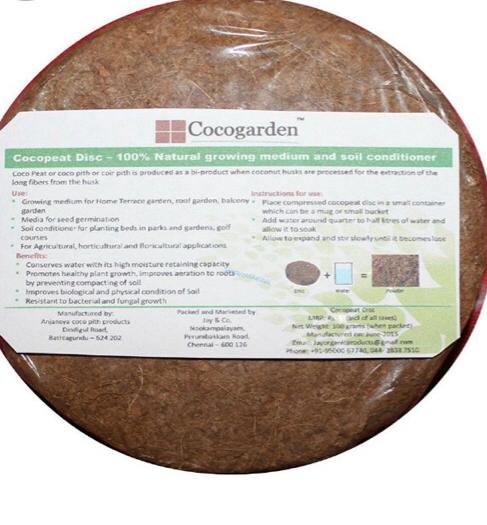 Cocogarden™
Cocopeat Disc – 100% Natural growing medium and soil conditioner
Coco Peat or coco pith or coir pith is produced as a bi-product when coconut husks are processed for the extraction of the
long fibers from the husk
Use:
Growing medium for Home Terrace garden, roof garden, balcony
garden
Media for seed germination
Soil conditioner for planting beds in parks and gardens, golf
courses
For Agricultural, horticultural and floricultural applications
Benefits:
Conserves water with its high moisture retaining capacity
Promotes healthy plant growth, improves aeration to roots
by preventing compacting of soil
Improves biological and physical condition of Soil
Resistant to bacterial and fungal growth
Instructions for use:
Place compressed cocopeat disc in a small container
which can be a mug or small bucket
Add water around quarter to half litres of water and
allow it to soak
Allow to expand and stir slowly until it becomes lose
Disc + Water = Powder
Manufactured by:
Anjaneya coco pith products
Dindigul Road,
Batlagundu – 624 202
Packed and Marketed by
Jay & Co,
Nookampalayam,
Perumbakkam Road,
Chennai – 600 126
Cocopeat Disc
MRP: (incl of all taxes)
Net Weight: 100 grams (when packed)
Manufactured on: June-2015
Email: jayorganicproducts@gmail.com
Phone: +91-95000 67740, 044-